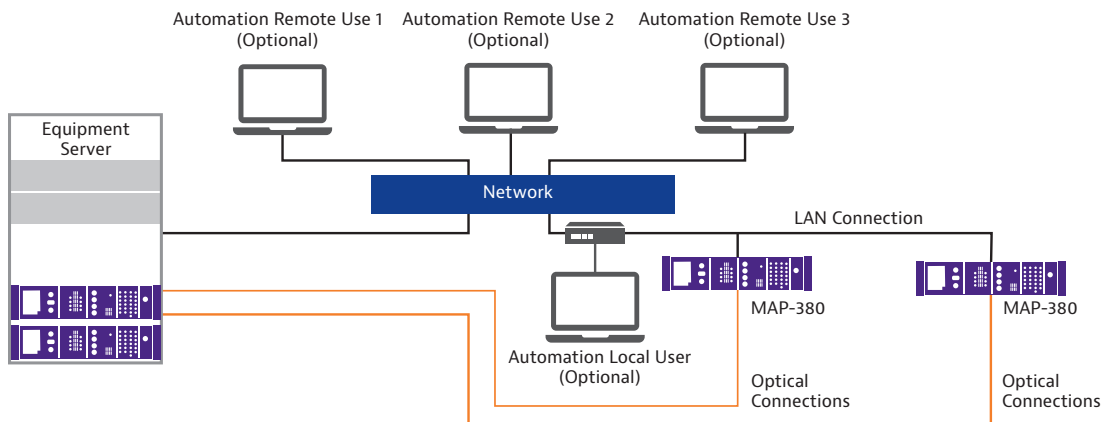 Automation Remote Use 1
(Optional)
Automation Remote Use 2
(Optional)
Automation Remote Use 3
(Optional)
Equipment
Server
Network
LAN Connection
MAP-380
MAP-380
Automation Local User
(Optional)
Optical
Connections
Optical
Connections